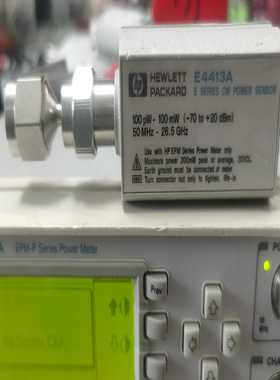 hp HEWLETT PACKARD
E4413A
E SERIES CW POWER SENSOR
100 pW - 100 mW (-70 to +20 dBm)
50 MHz - 26.5 GHz
Use with HP EPM Series Power Meter only
Maximum power 200mW peak or average, 20VDC
Earth ground must be connected at meter
Turn connector nut only to tighten,
A EPM-P Series Power Meter
Prev